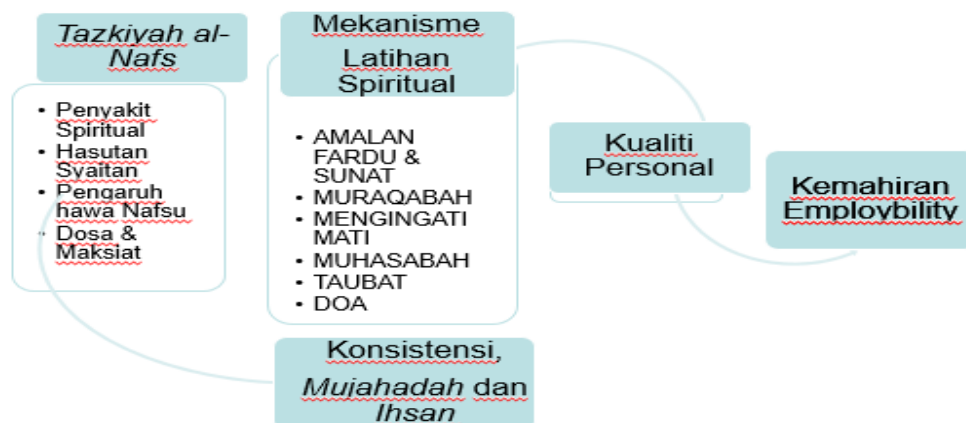 Tazkiyah al-
Nafs
• Penyakit
Spiritual
• Hasutan
Syaitan
• Pengaruh
hawa Nafsu
• Dosa &
Maksiat
Mekanisme
Latihan
Spiritual
• AMALAN
FARDU &
SUNAT
• MURAQABAH
• MENGINGATI
MATI
• MUHASABAH
• TAUBAT
• DOA
Konsistensi,
Mujahadah dan
Ihsan
Kualiti
Personal
Kemahiran
Employbility